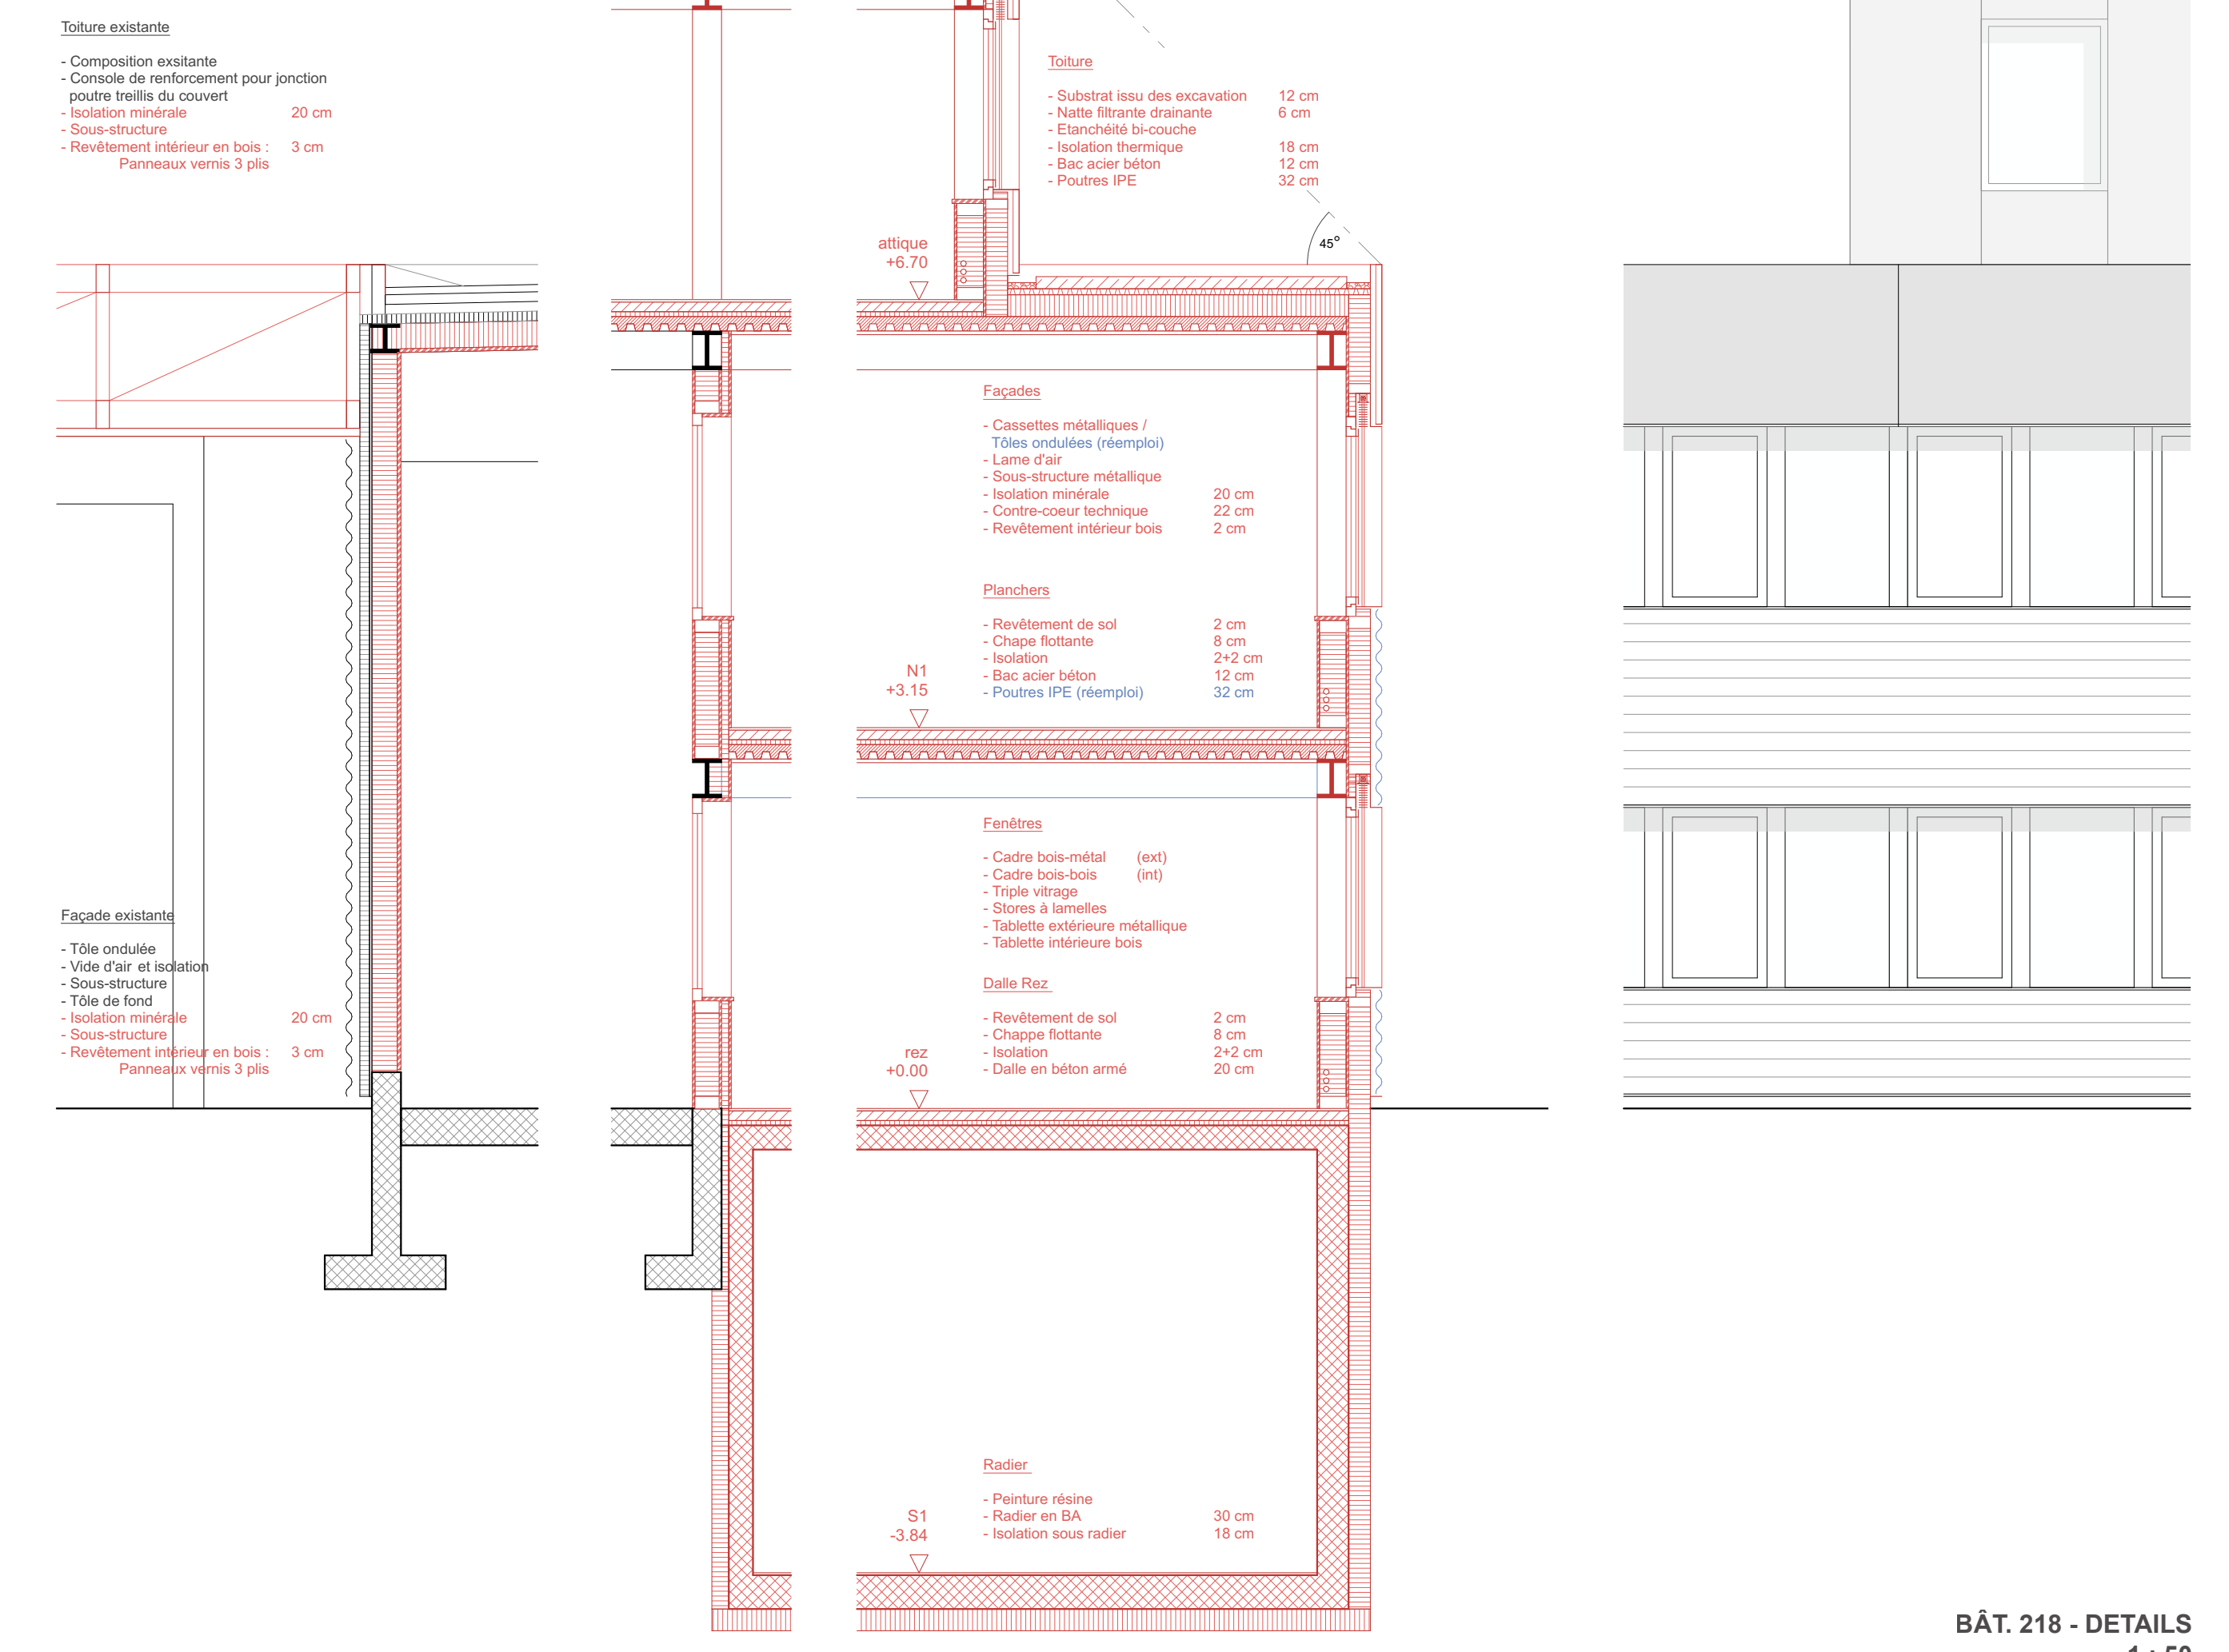 Toiture existante
- Composition exsitante
- Console de renforcement pour jonction
poutre treillis du couvert
- Isolation minérale 20 cm
- Sous-structure
- Revêtement intérieur en bois : 3 cm
Panneaux vernis 3 plis
Toiture
- Substrat issu des excavation 12 cm
- Natte filtrante drainante 6 cm
- Etanchéité bi-couche
- Isolation thermique 18 cm
- Bac acier béton 12 cm
- Poutres IPE 32 cm
45°
attique
+6.70
Façades
- Cassettes métalliques /
Tôles ondulées (réemploi)
- Lame d'air
- Sous-structure métallique
- Isolation minérale 20 cm
- Contre-coeur technique 22 cm
- Revêtement intérieur bois 2 cm
Planchers
- Revêtement de sol 2 cm
- Chape flottante 8 cm
- Isolation 2+2 cm
- Bac acier béton 12 cm
- Poutres IPE (réemploi) 32 cm
N1
+3.15
Fenêtres
- Cadre bois-métal (ext)
- Cadre bois-bois (int)
- Triple vitrage
- Stores à lamelles
- Tablette extérieure métallique
- Tablette intérieure bois
Façade existante
- Tôle ondulée
- Vide d'air et isolation
- Sous-structure
- Tôle de fond
- Isolation minérale 20 cm
- Sous-structure
- Revêtement intérieur en bois : 3 cm
Panneaux vernis 3 plis
Dalle Rez
- Revêtement de sol 2 cm
- Chappe flottante 8 cm
- Isolation 2+2 cm
- Dalle en béton armé 20 cm
rez
+0.00
Radier
- Peinture résine
- Radier en BA 30 cm
- Isolation sous radier 18 cm
S1
-3.84
BÂT. 218 - DETAILS
1 : 50